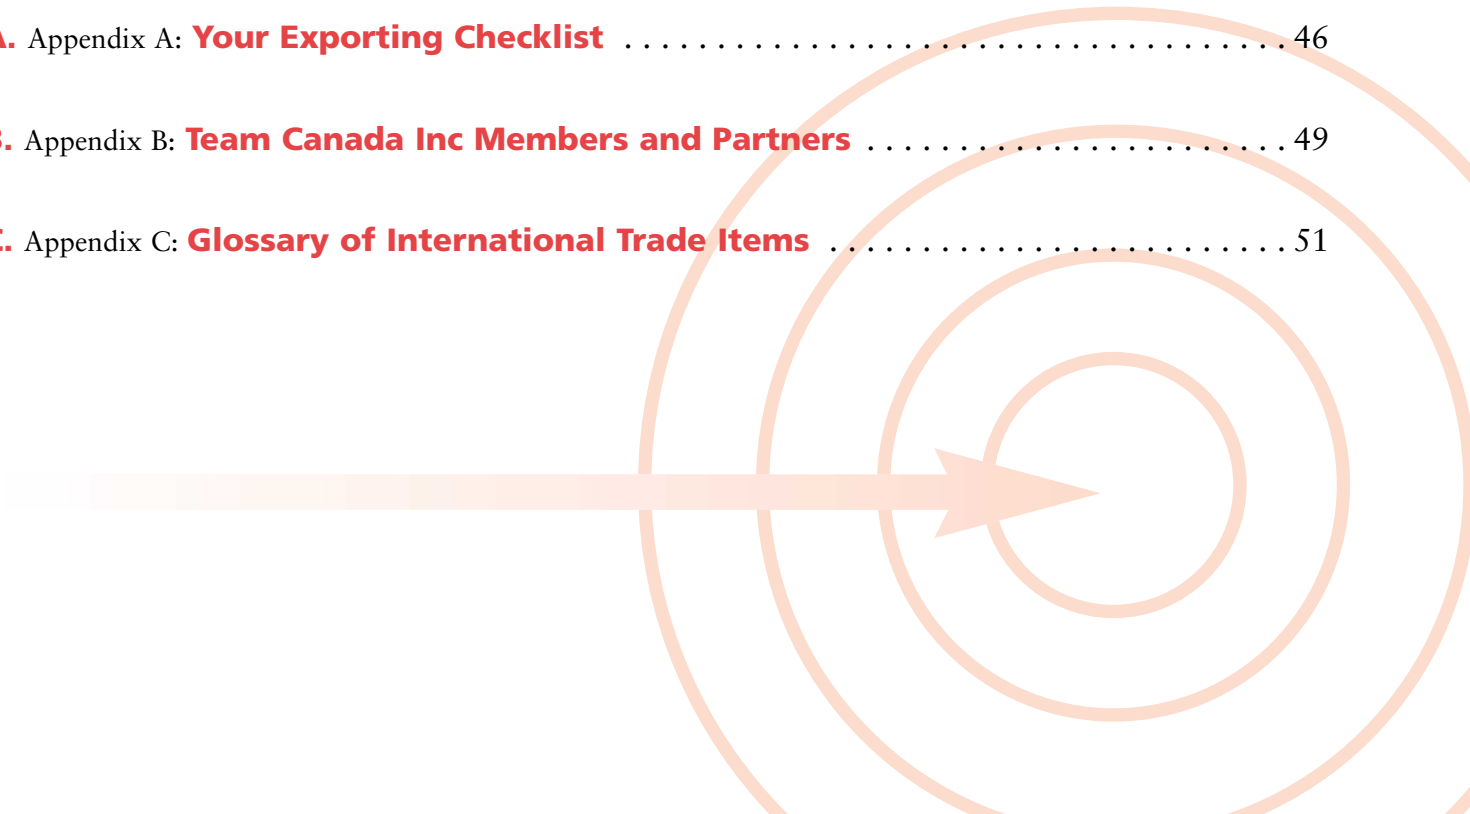 A. Appendix A: Your Exporting Checklist . . . . . . . . . . . . . . . . . . . . . . . . . . . . . . . . . . . . . 46
B. Appendix B: Team Canada Inc Members and Partners . . . . . . . . . . . . . . . . . . . . . . . 49
C. Appendix C: Glossary of International Trade Items . . . . . . . . . . . . . . . . . . . . . . . . . 51